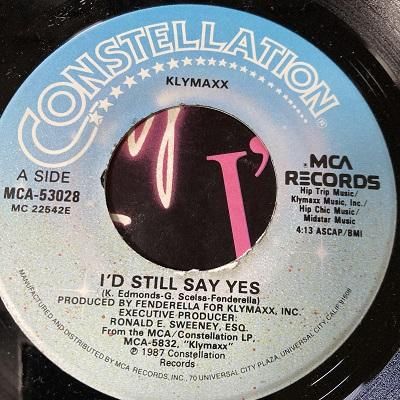 CONSTELLATION®
KLYMAXX
A SIDE
MCA-53028
MC 22542E
MCA
RECORDS
Hip Trip Music/
Klymaxx Music, Inc./
Hip Chic Music/
Midstar Music
4:13 ASCAP/BMI
I'
I'D STILL SAY YES
(K. Edmonds-G. Scelsa-Fenderella)
PRODUCED BY FENDERELLA FOR KLYMAXX, INC.
EXECUTIVE PRODUCER:
RONALD E. SWEENEY, ESQ.
From the MCA/Constellation LP,
MCA-5832, "Klymaxx"
℗ 1987 Constellation
Records
MANUFACTURED AND DISTRIBUTED BY MCA RECORDS, INC., 70 UNIVERSAL CITY PLAZA, UNIVERSAL CITY, CALIF. 91608